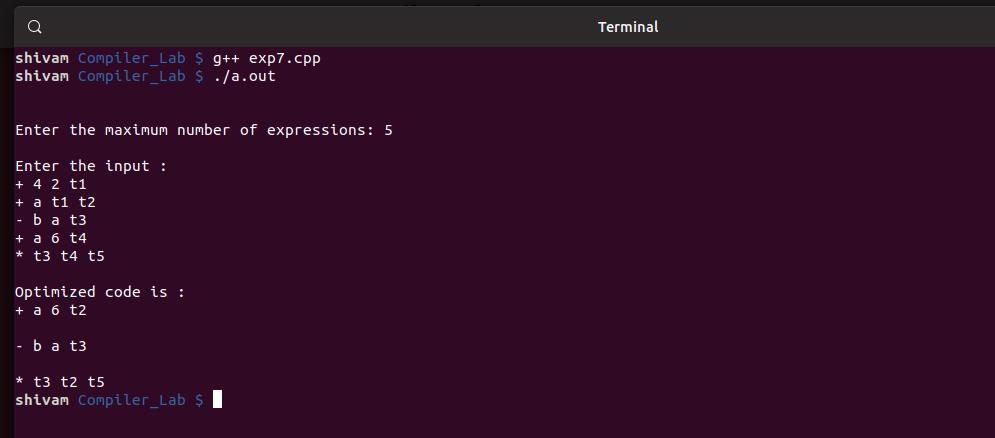 Terminal
shivam Compiler_Lab $ g++ exp7.cpp
shivam Compiler_Lab $ ./a.out
Enter the maximum number of expressions: 5
Enter the input :
+ 4 2 t1
+ a t1 t2
- b a t3
+ a 6 t4
* t3 t4 t5
Optimized code is :
+ a 6 t2
- b a t3
* t3 t2 t5
shivam Compiler_Lab $